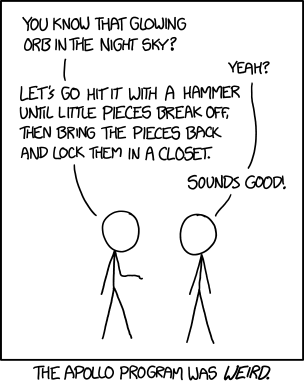 YOU KNOW THAT GLOWING
ORB IN THE NIGHT SKY?
YEAH?
LET'S GO HIT IT WITH A HAMMER
UNTIL LITTLE PIECES BREAK OFF,
THEN BRING THE PIECES BACK
AND LOCK THEM IN A CLOSET.
SOUNDS GOOD!
THE APOLLO PROGRAM WAS WEIRD.